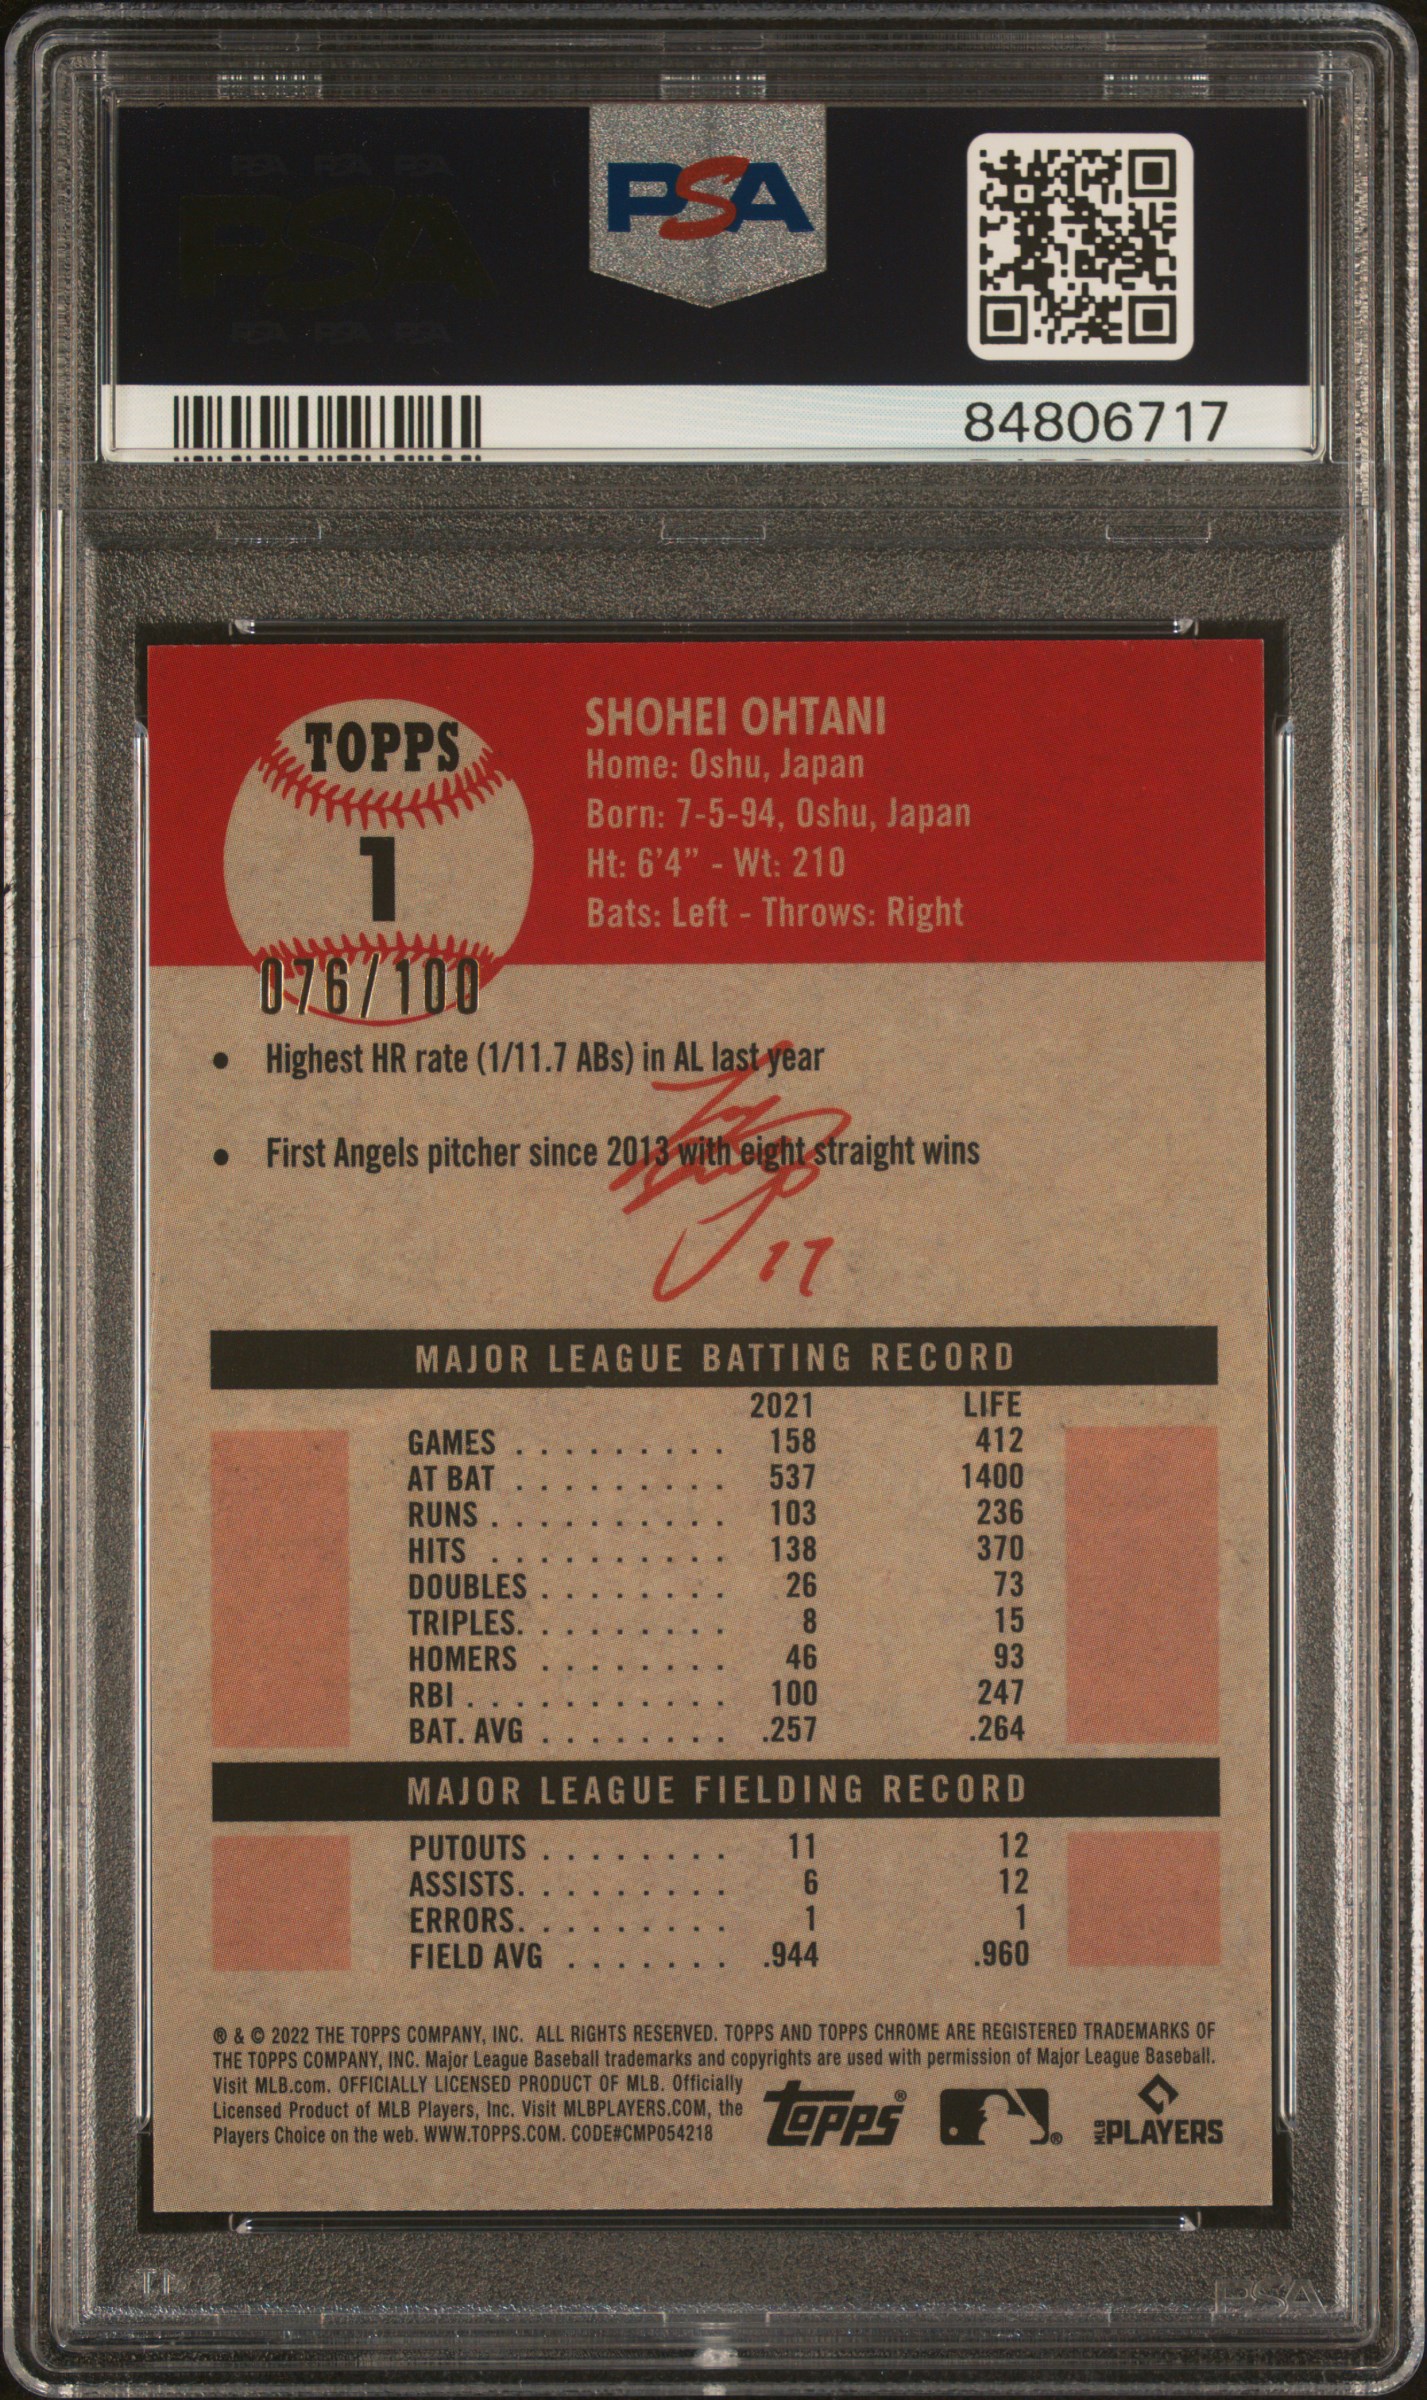 PSA
PSA PSA PSA
PSA
PSA PSA PSA
84806717
TOPPS
1
076/100
SHOHEI OHTANI
Home: Oshu, Japan
Born: 7-5-94, Oshu, Japan
Ht: 6'4” - Wt: 210
Bats: Left - Throws: Right
• Highest HR rate (1/11.7 ABs) in AL last year
• First Angels pitcher since 2013 with eight straight wins
17
MAJOR LEAGUE BATTING RECORD
2021 LIFE
GAMES . . . . . . . . . 158 412
AT BAT . . . . . . . . . 537 1400
RUNS . . . . . . . . . . 103 236
HITS . . . . . . . . . . 138 370
DOUBLES . . . . . . . . 26 73
TRIPLES. . . . . . . . . 8 15
HOMERS . . . . . . . . 46 93
RBI . . . . . . . . . . . 100 247
BAT. AVG . . . . . . . . .257 .264
MAJOR LEAGUE FIELDING RECORD
PUTOUTS . . . . . . . . 11 12
ASSISTS. . . . . . . . . 6 12
ERRORS. . . . . . . . . 1 1
FIELD AVG . . . . . . . .944 .960
® & © 2022 THE TOPPS COMPANY, INC. ALL RIGHTS RESERVED. TOPPS AND TOPPS CHROME ARE REGISTERED TRADEMARKS OF
THE TOPPS COMPANY, INC. Major League Baseball trademarks and copyrights are used with permission of Major League Baseball.
Visit MLB.com. OFFICIALLY LICENSED PRODUCT OF MLB. Officially
Licensed Product of MLB Players, Inc. Visit MLBPLAYERS.COM, the
Players Choice on the web. WWW.TOPPS.COM. CODE#CMP054218
topps®
®
MLB PLAYERS
PSA